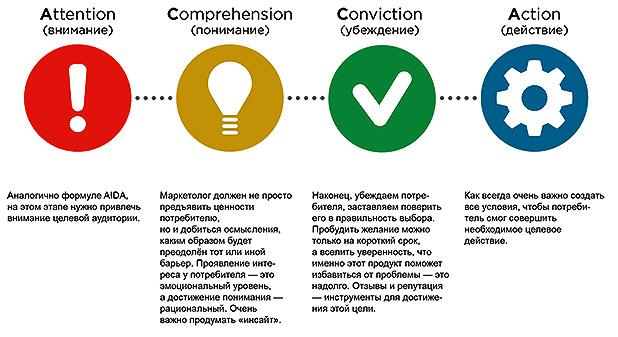 Attention
(внимание)
Comprehension
(понимание)
Conviction
(убеждение)
Action
(действие)
Аналогично формуле AIDA,
на этом этапе нужно привлечь
внимание целевой аудитории.
Маркетолог должен не просто
предъявить ценности
потребителю,
но и добиться осмысления,
каким образом будет
преодолён тот или иной
барьер. Проявление инте-
реса у потребителя — это
эмоциональный уровень,
а достижение понимания —
рациональный. Очень
важно продумать «инсайт».
Наконец, убеждаем потре-
бителя, заставляем поверить
его в правильность выбора.
Пробудить желание можно
только на короткий срок,
а вселить уверенность, что
именно этот продукт поможет
избавиться от проблемы — это
надолго. Отзывы и репутация
— инструменты для достиже-
ния этой цели.
Как всегда очень важно создать
все условия, чтобы потреби-
тель смог совершить
необходимое целевое
действие.